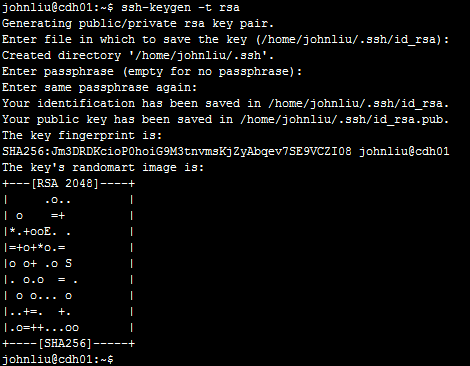 johnliu@cdh01:~$ ssh-keygen -t rsa
Generating public/private rsa key pair.
Enter file in which to save the key (/home/johnliu/.ssh/id_rsa):
Created directory '/home/johnliu/.ssh'.
Enter passphrase (empty for no passphrase):
Enter same passphrase again:
Your identification has been saved in /home/johnliu/.ssh/id_rsa.
Your public key has been saved in /home/johnliu/.ssh/id_rsa.pub.
The key fingerprint is:
SHA256:Jm3DRDKcioP0hoiG9M3tnvmsKjZyAbqev7SE9VCZI08 johnliu@cdh01
The key's randomart image is:
+---[RSA 2048]----+
|     .o..        |
| o    =+         |
|*.+ooE. .        |
|=+o+*o.=         |
|o o+ .o S        |
|. o.o  = .       |
| o o... o        |
|..+=.  +.        |
|.o=++...oo       |
+----[SHA256]-----+
johnliu@cdh01:~$